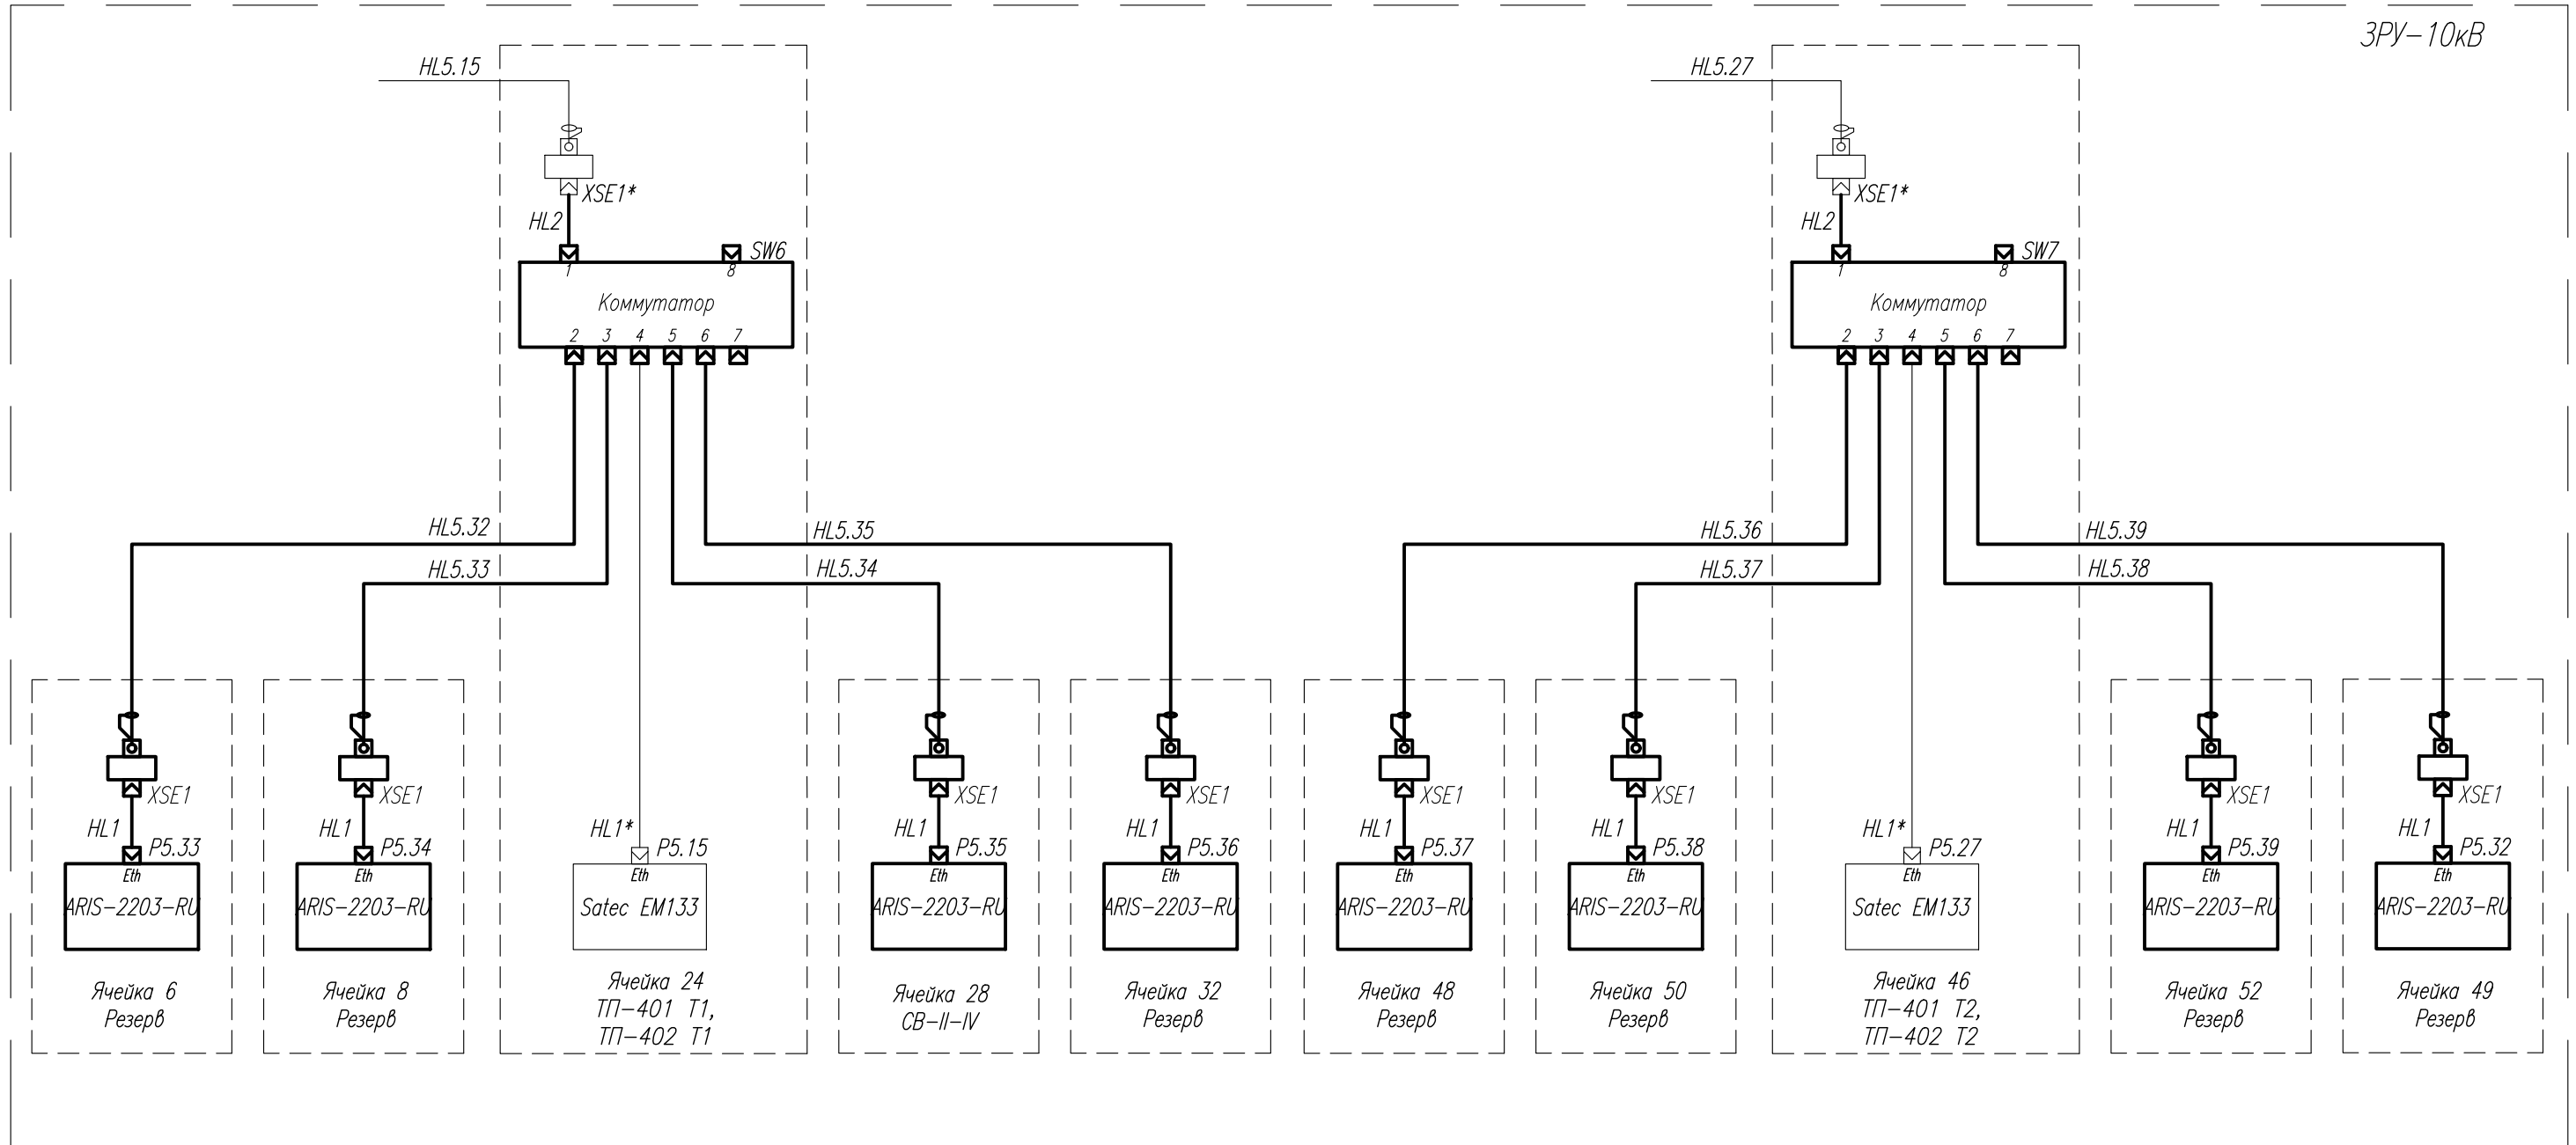 ЗРУ-10кВ
HL5.15
HL5.27
XSE1*
XSE1*
HL2
HL2
SW6
SW7
1
8
1
8
Коммутатор
Коммутатор
2 3 4 5 6 7
2 3 4 5 6 7
HL5.32
HL5.35
HL5.36
HL5.39
HL5.33
HL5.34
HL5.37
HL5.38
XSE1
XSE1
XSE1
XSE1
XSE1
XSE1
XSE1
XSE1
HL1
HL1
HL1*
HL1
HL1
HL1
HL1
HL1*
HL1
HL1
P5.33
P5.34
P5.15
P5.35
P5.36
P5.37
P5.38
P5.27
P5.39
P5.32
Eth
Eth
Eth
Eth
Eth
Eth
Eth
Eth
Eth
Eth
ARIS-2203-RU
ARIS-2203-RU
Satec EM133
ARIS-2203-RU
ARIS-2203-RU
ARIS-2203-RU
ARIS-2203-RU
Satec EM133
ARIS-2203-RU
ARIS-2203-RU
Ячейка 6
Резерв
Ячейка 8
Резерв
Ячейка 24
ТП-401 Т1,
ТП-402 Т1
Ячейка 28
СВ-II-IV
Ячейка 32
Резерв
Ячейка 48
Резерв
Ячейка 50
Резерв
Ячейка 46
ТП-401 Т2,
ТП-402 Т2
Ячейка 52
Резерв
Ячейка 49
Резерв